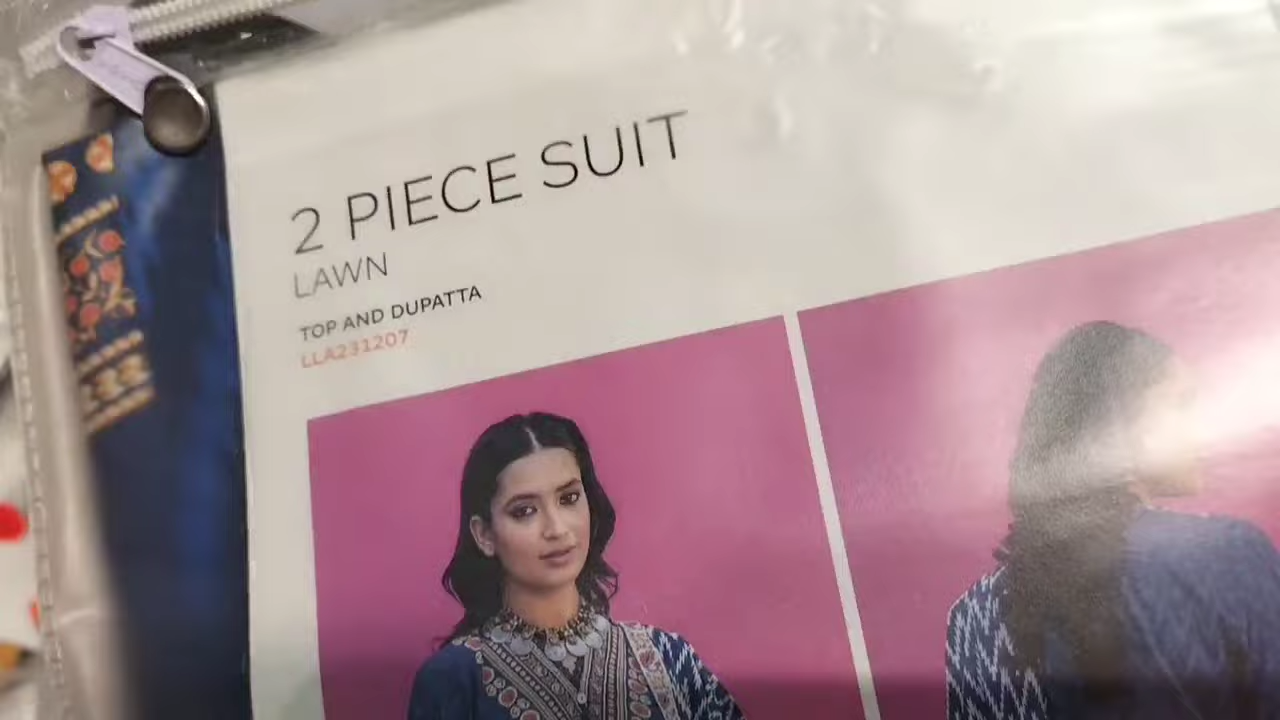 2 PIECE SUIT
LAWN
TOP AND DUPATTA
LLA231207